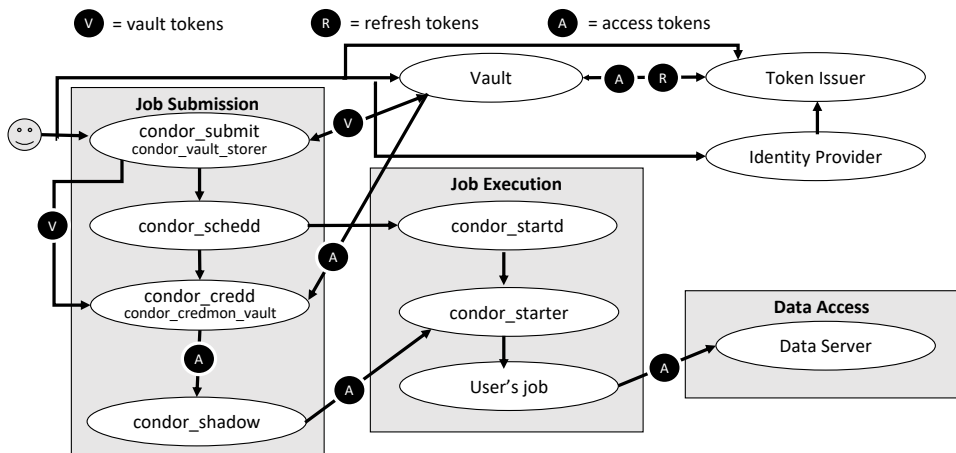 V = vault tokens
R = refresh tokens
A = access tokens
Vault
A
R
Token Issuer
Job Submission
condor_submit
condor_vault_storer
V
Identity Provider
Job Execution
V
condor_schedd
condor_startd
A
condor_credd
condor_credmon_vault
condor_starter
Data Access
Data Server
A
A
A
User's job
condor_shadow